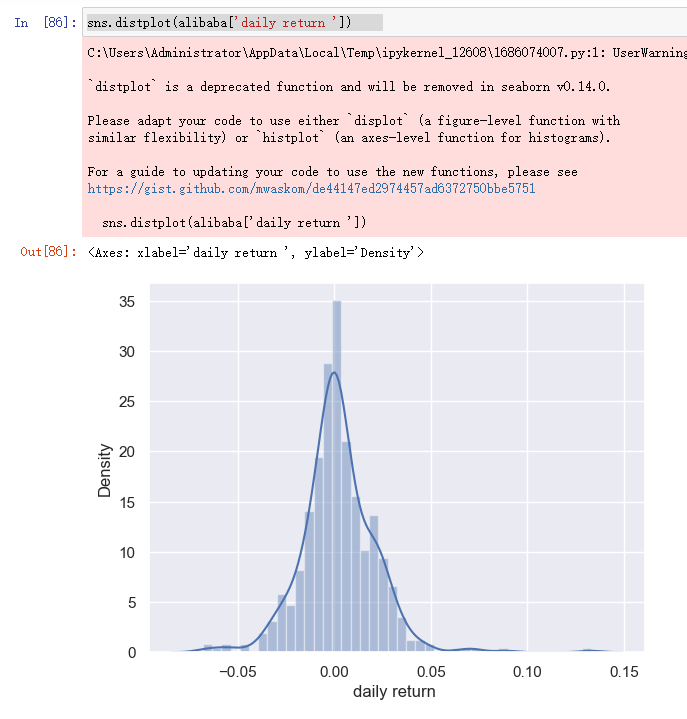 In [86]: sns.distplot(alibaba['daily return '])
C:\Users\Administrator\AppData\Local\Temp\ipykernel_12608\1686074007.py:1: UserWarning
`distplot` is a deprecated function and will be removed in seaborn v0.14.0.
Please adapt your code to use either `displot` (a figure-level function with
similar flexibility) or `histplot` (an axes-level function for histograms).
For a guide to updating your code to use the new functions, please see
https://gist.github.com/mwaskom/de44147ed2974457ad6372750bbe5751
sns.distplot(alibaba['daily return '])
Out[86]: <Axes: xlabel='daily return ', ylabel='Density'>
35
30
25
20
15
10
5
0
Density
−0.05 0.00 0.05 0.10 0.15
daily return